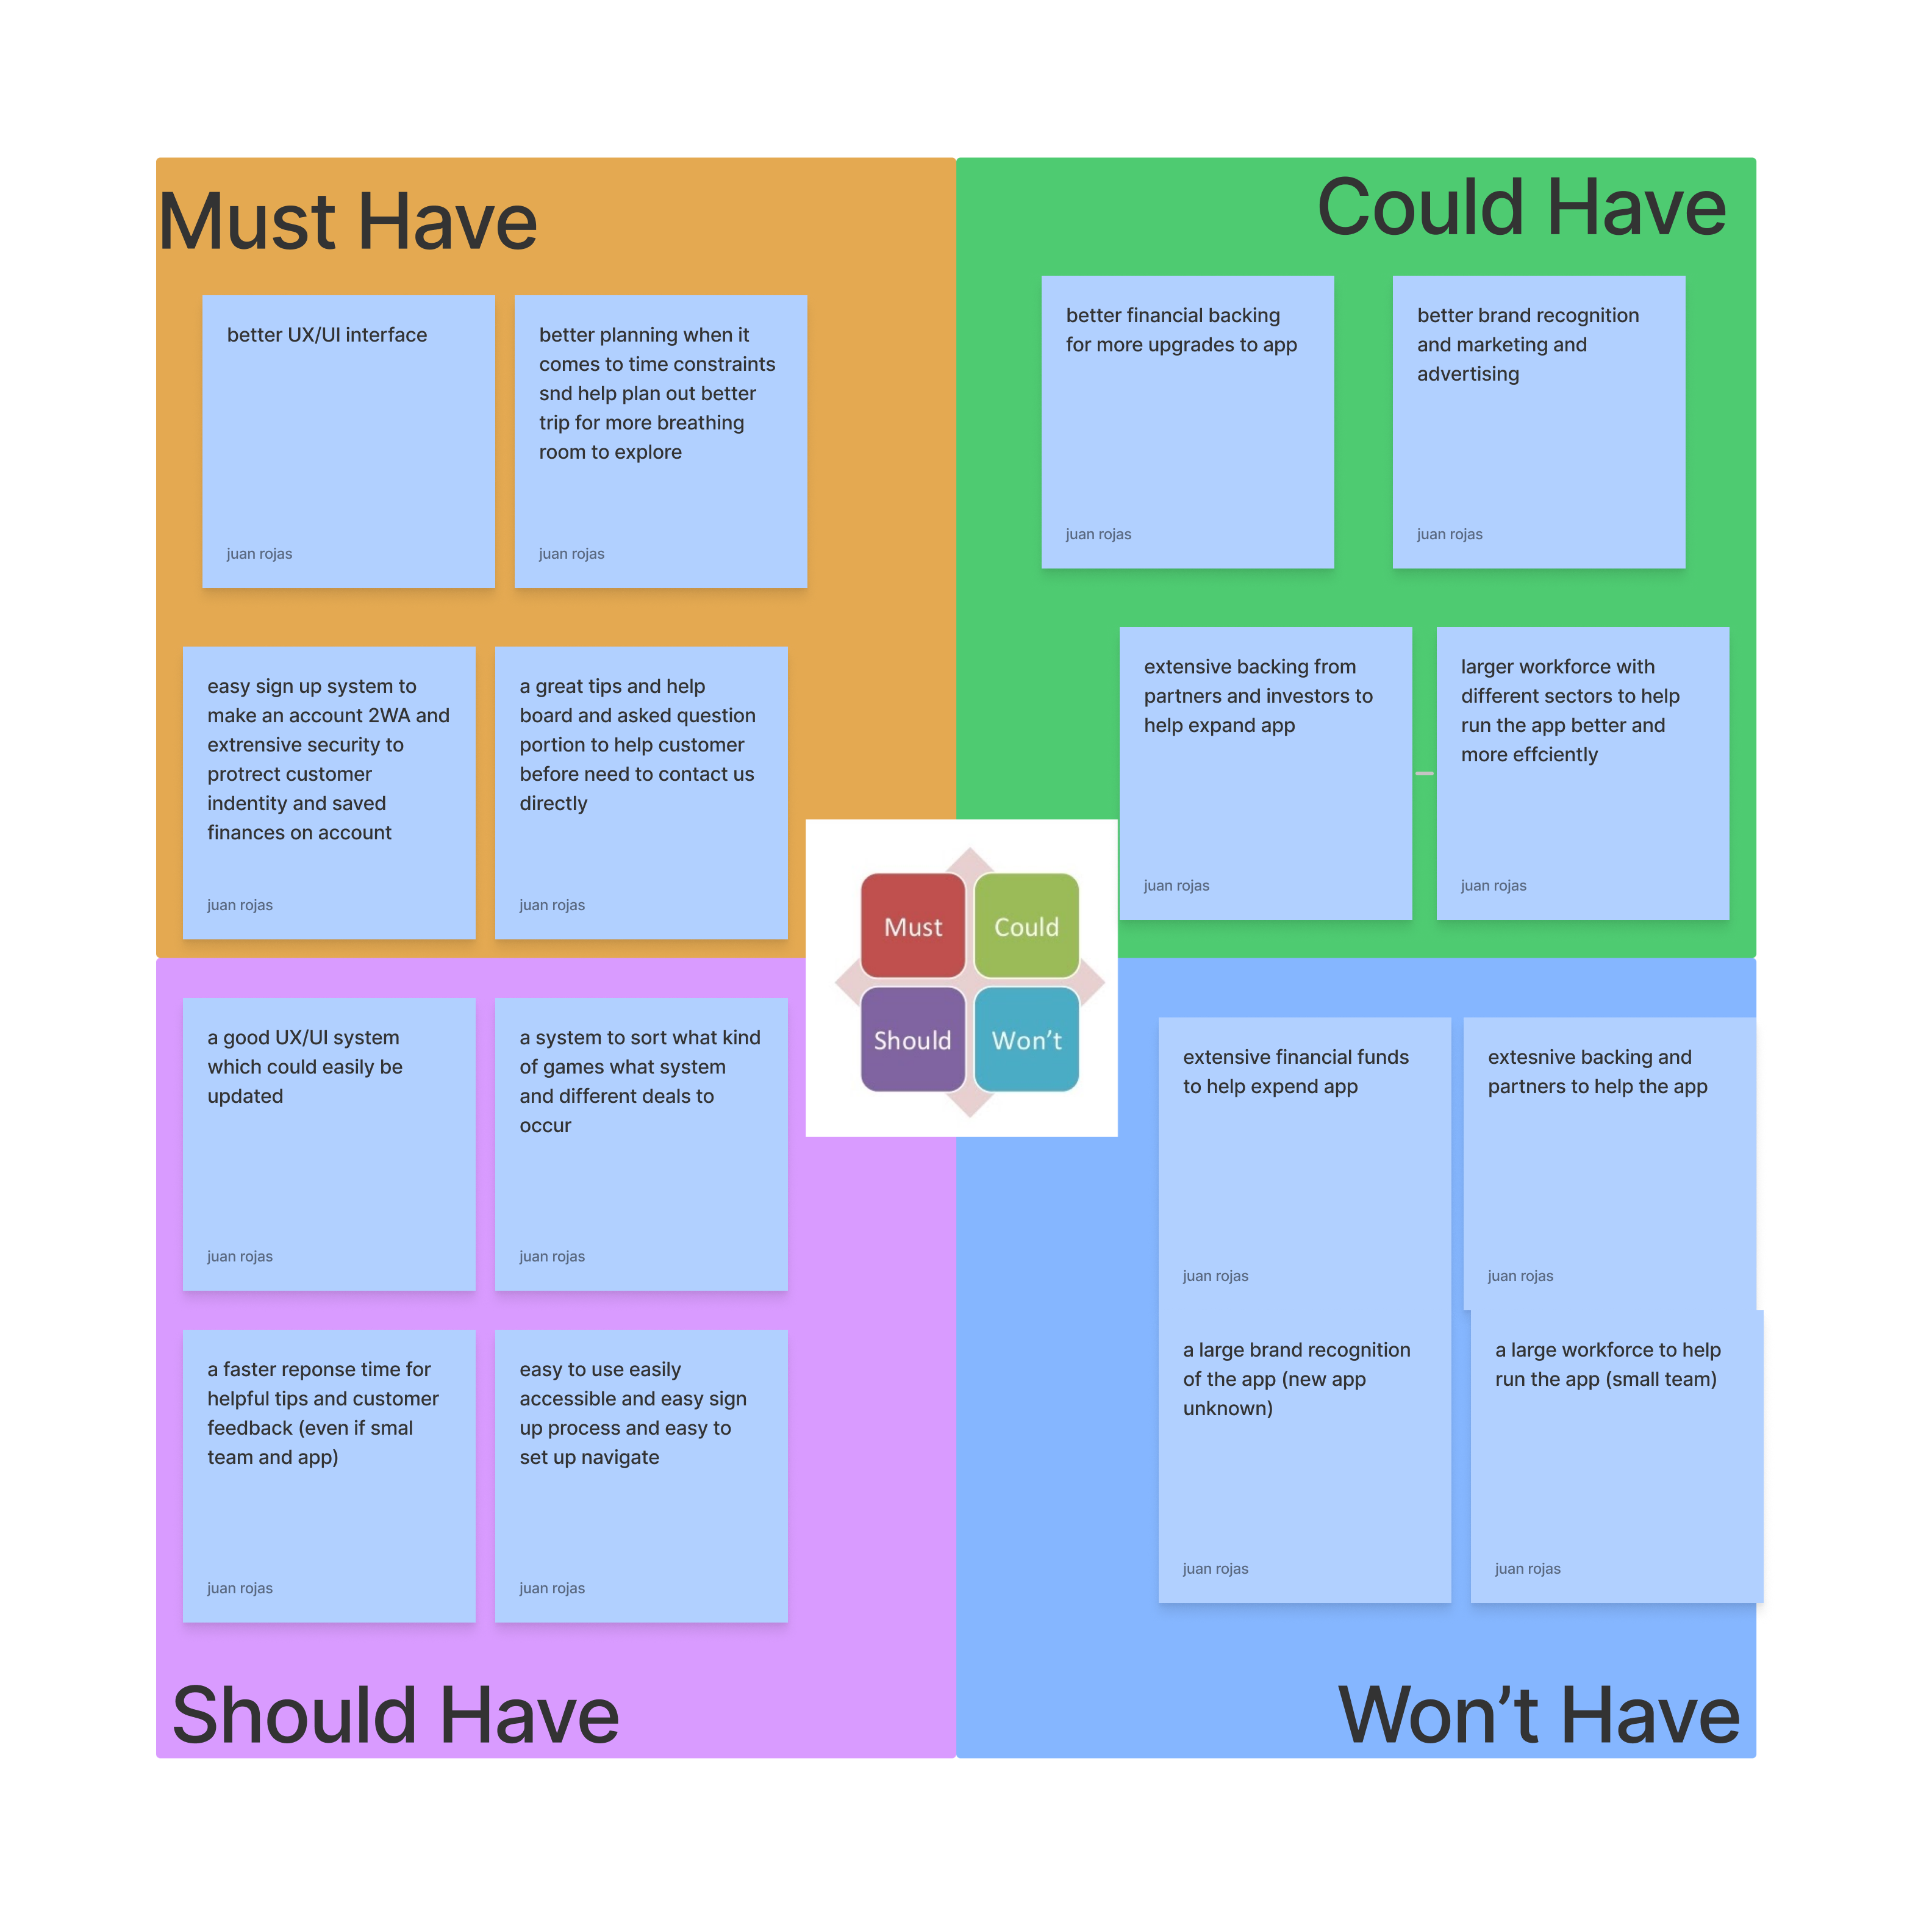 Must Have
better UX/UI interface
juan rojas
better planning when it
comes to time constraints
snd help plan out better
trip for more breathing
room to explore
juan rojas
easy sign up system to
make an account 2WA and
extrensive security to
protrect customer
indentity and saved
finances on account
juan rojas
a great tips and help
board and asked question
portion to help customer
before need to contact us
directly
juan rojas
Could Have
better financial backing
for more upgrades to app
juan rojas
better brand recognition
and marketing and
advertising
juan rojas
extensive backing from
partners and investors to
help expand app
juan rojas
larger workforce with
different sectors to help
run the app better and
more effciently
juan rojas
Must
Could
Should
Won't
a good UX/UI system
which could easily be
updated
juan rojas
a system to sort what kind
of games what system
and different deals to
occur
juan rojas
a faster reponse time for
helpful tips and customer
feedback (even if smal
team and app)
juan rojas
easy to use easily
accessible and easy sign
up process and easy to
set up navigate
juan rojas
Should Have
extensive financial funds
to help expend app
juan rojas
extesnive backing and
partners to help the app
juan rojas
a large brand recognition
of the app (new app
unknown)
juan rojas
a large workforce to help
run the app (small team)
juan rojas
Won't Have